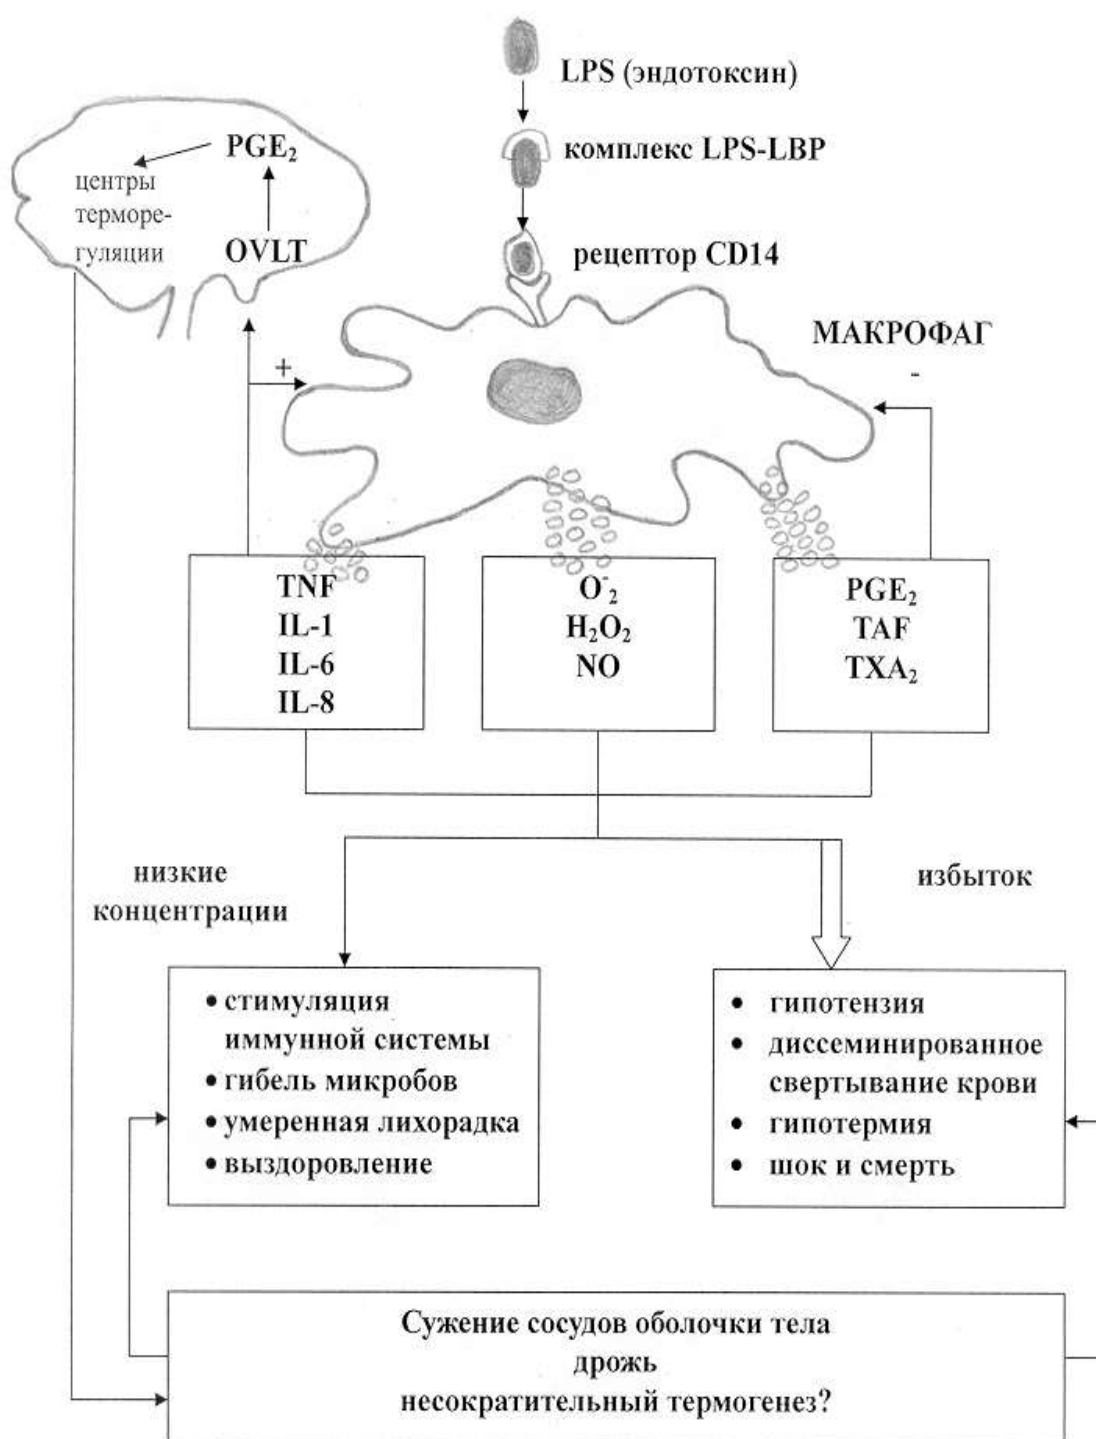 LPS (эндотоксин)
комплекс LPS-LBP
рецептор CD14
МАКРОФАГ
-
PGE₂
центры
терморе-
гуляции
OVLT
+
TNF
IL-1
IL-6
IL-8
O⁻₂
H₂O₂
NO
PGE₂
TAF
TXA₂
низкие
концентрации
избыток
• стимуляция
иммунной системы
• гибель микробов
• умеренная лихорадка
• выздоровление
• гипотензия
• диссеминированное
свертывание крови
• гипотермия
• шок и смерть
Сужение сосудов оболочки тела
дрожь
несократительный термогенез?